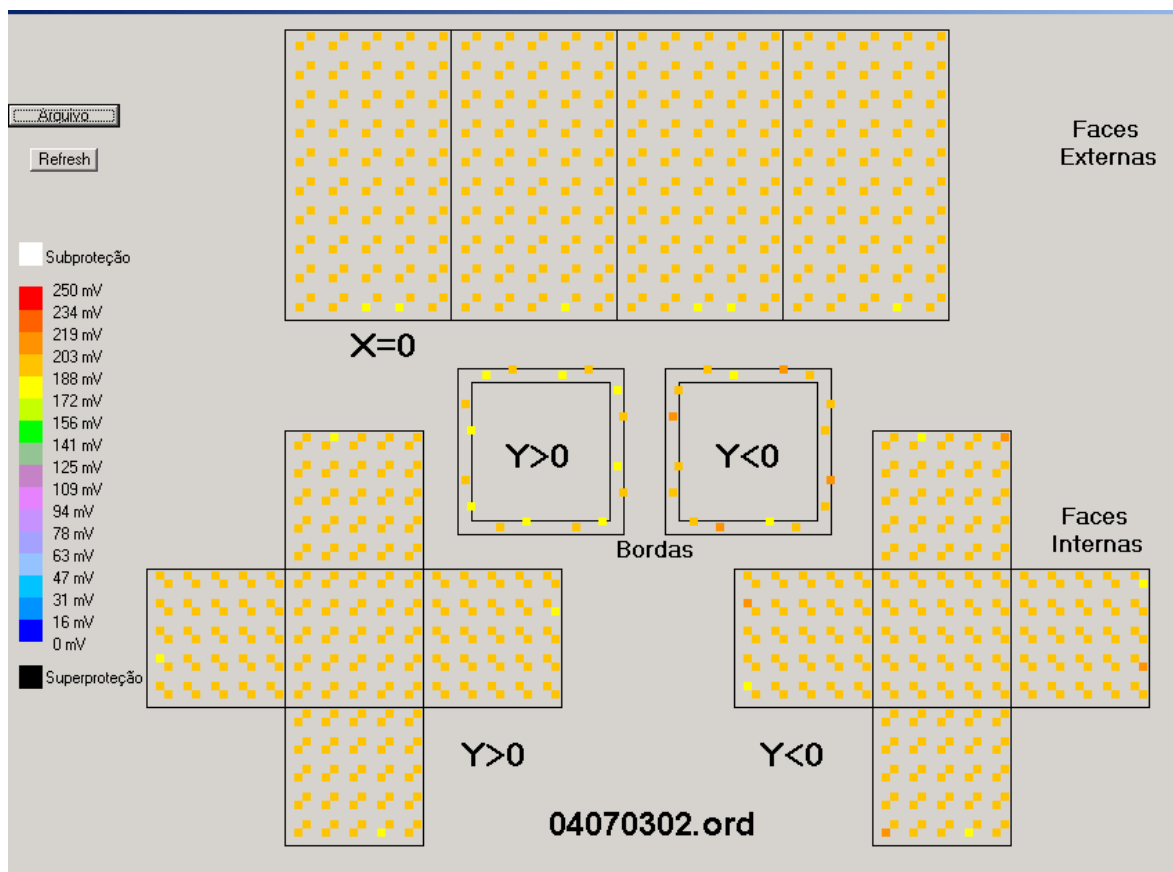 Arquivo
Refresh
Faces
Externas
Subproteção
250 mV
234 mV
219 mV
203 mV
188 mV
172 mV
156 mV
141 mV
125 mV
109 mV
94 mV
78 mV
63 mV
47 mV
31 mV
16 mV
0 mV
Superproteção
X=0
Y>0
Y<0
Bordas
Faces
Internas
Y>0
Y<0
04070302.ord